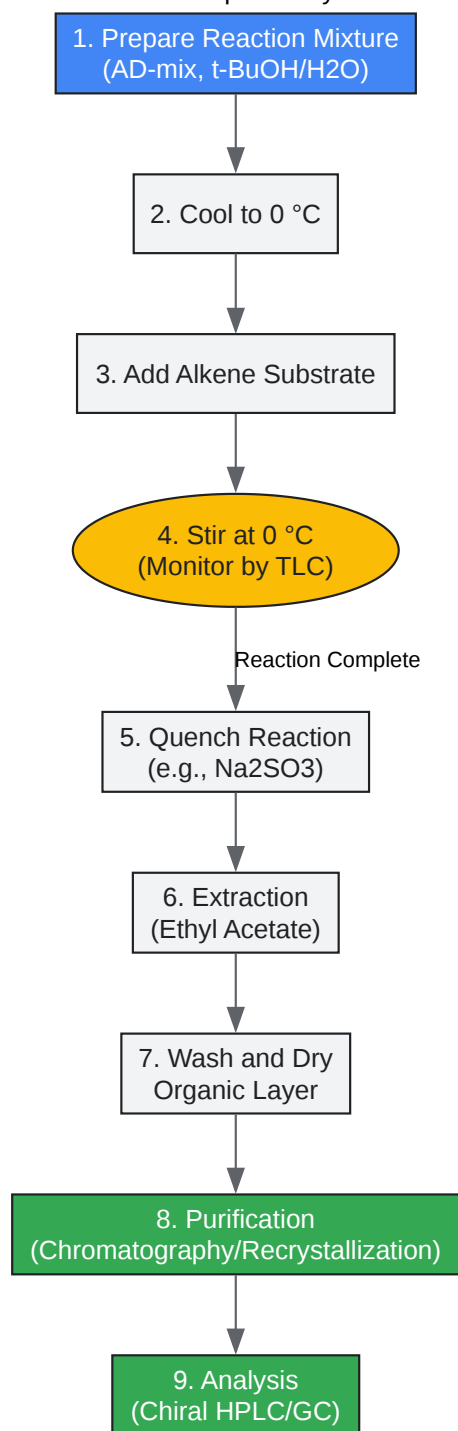 1. Prepare Reaction Mixture
(AD-mix, t-BuOH/H2O)
2. Cool to 0 °C
3. Add Alkene Substrate
4. Stir at 0 °C
(Monitor by TLC)
Reaction Complete
5. Quench Reaction
(e.g., Na2SO3)
6. Extraction
(Ethyl Acetate)
7. Wash and Dry
Organic Layer
8. Purification
(Chromatography/Recrystallization)
9. Analysis
(Chiral HPLC/GC)